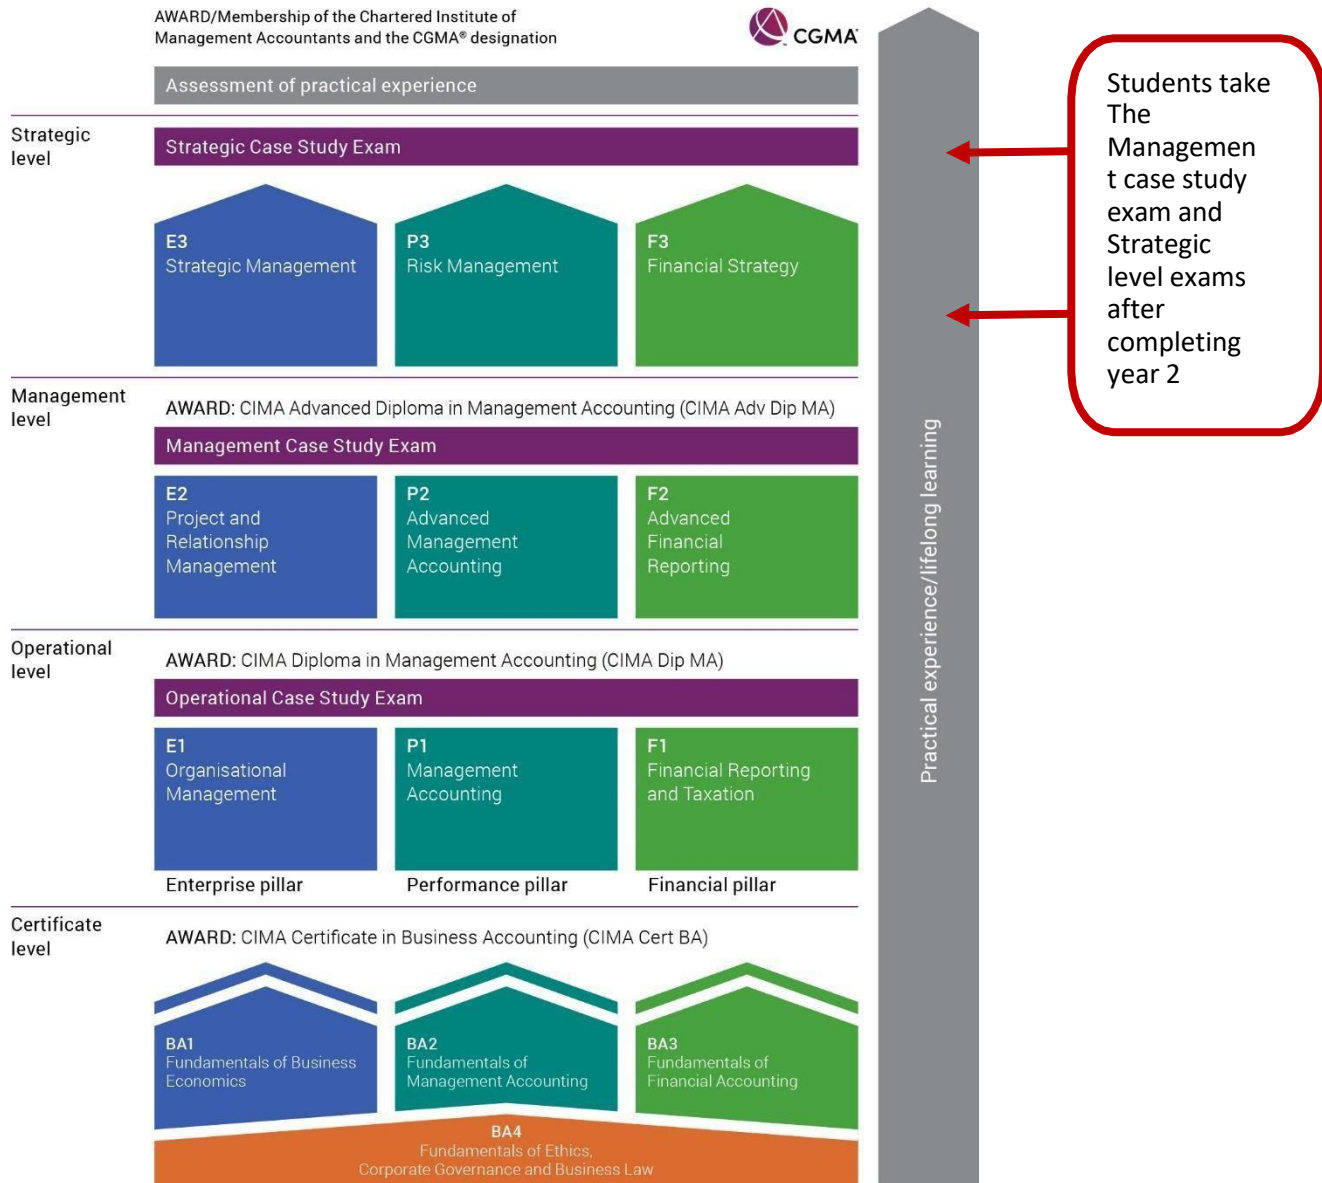 AWARD/Membership of the Chartered Institute of
Management Accountants and the CGMA® designation
CGMA
Assessment of practical experience
Strategic
level
Strategic Case Study Exam
E3
Strategic Management
P3
Risk Management
F3
Financial Strategy
Management
level
AWARD: CIMA Advanced Diploma in Management Accounting (CIMA Adv Dip MA)
Management Case Study Exam
E2
Project and
Relationship
Management
P2
Advanced
Management
Accounting
F2
Advanced
Financial
Reporting
Operational
level
AWARD: CIMA Diploma in Management Accounting (CIMA Dip MA)
Operational Case Study Exam
E1
Organisational
Management
P1
Management
Accounting
F1
Financial Reporting
and Taxation
Enterprise pillar
Performance pillar
Financial pillar
Certificate
level
AWARD: CIMA Certificate in Business Accounting (CIMA Cert BA)
BA1
Fundamentals of Business
Economics
BA2
Fundamentals of
Management Accounting
BA3
Fundamentals of
Financial Accounting
BA4
Fundamentals of Ethics,
Corporate Governance and Business Law
Practical experience/lifelong learning
Students take
The
Managemen
t case study
exam and
Strategic
level exams
after
completing
year 2